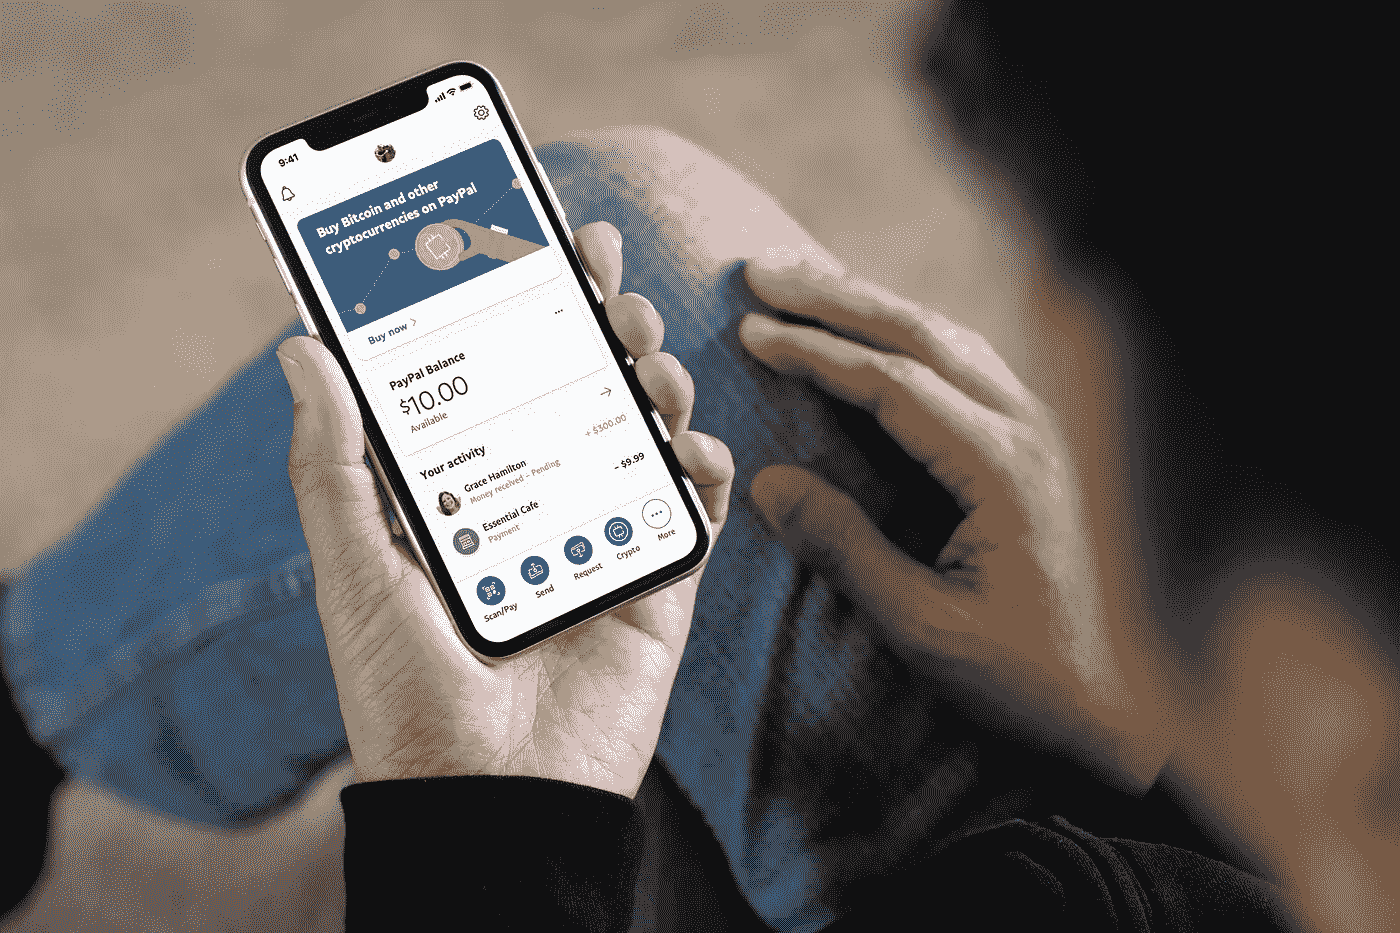 9:41
Buy Bitcoin and other
cryptocurrencies on PayPal
Buy now
PayPal Balance
$10.00
Available
Your activity
Grace Hamilton
+ $300.00
Money received – Pending
Essential Cafe
– $9.99
Payment
Scan/Pay
Send
Request
Crypto
More